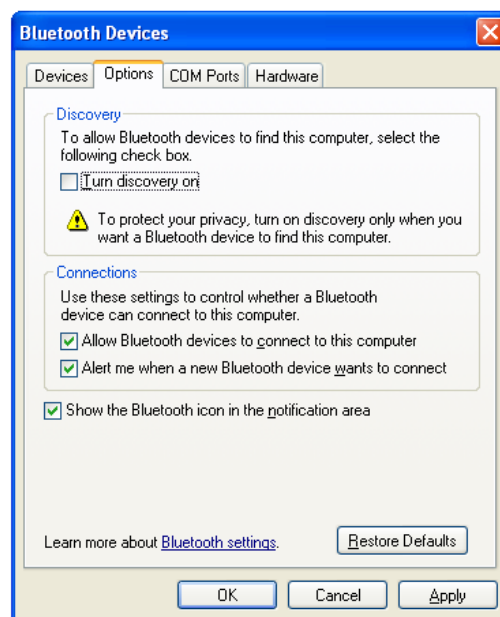 Bluetooth Devices
Devices Options COM Ports Hardware
Discovery
To allow Bluetooth devices to find this computer, select the
following check box.
Turn discovery on
To protect your privacy, turn on discovery only when you
want a Bluetooth device to find this computer.
Connections
Use these settings to control whether a Bluetooth
device can connect to this computer.
Allow Bluetooth devices to connect to this computer
Alert me when a new Bluetooth device wants to connect
Show the Bluetooth icon in the notification area
Learn more about Bluetooth settings.
Restore Defaults
OK Cancel Apply